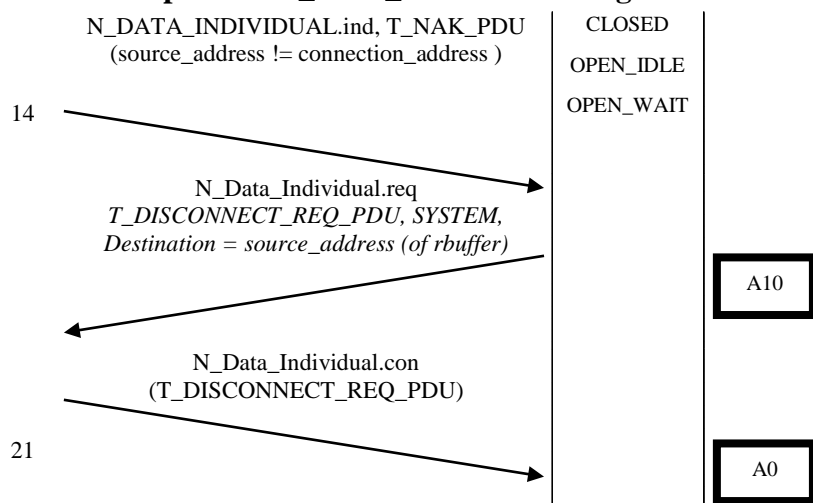 N_DATA_INDIVIDUAL.ind, T_NAK_PDU
(source_address != connection_address )
CLOSED
OPEN_IDLE
OPEN_WAIT
14
N_Data_Individual.req
T_DISCONNECT_REQ_PDU, SYSTEM,
Destination = source_address (of rbuffer)
A10
N_Data_Individual.con
(T_DISCONNECT_REQ_PDU)
21
A0